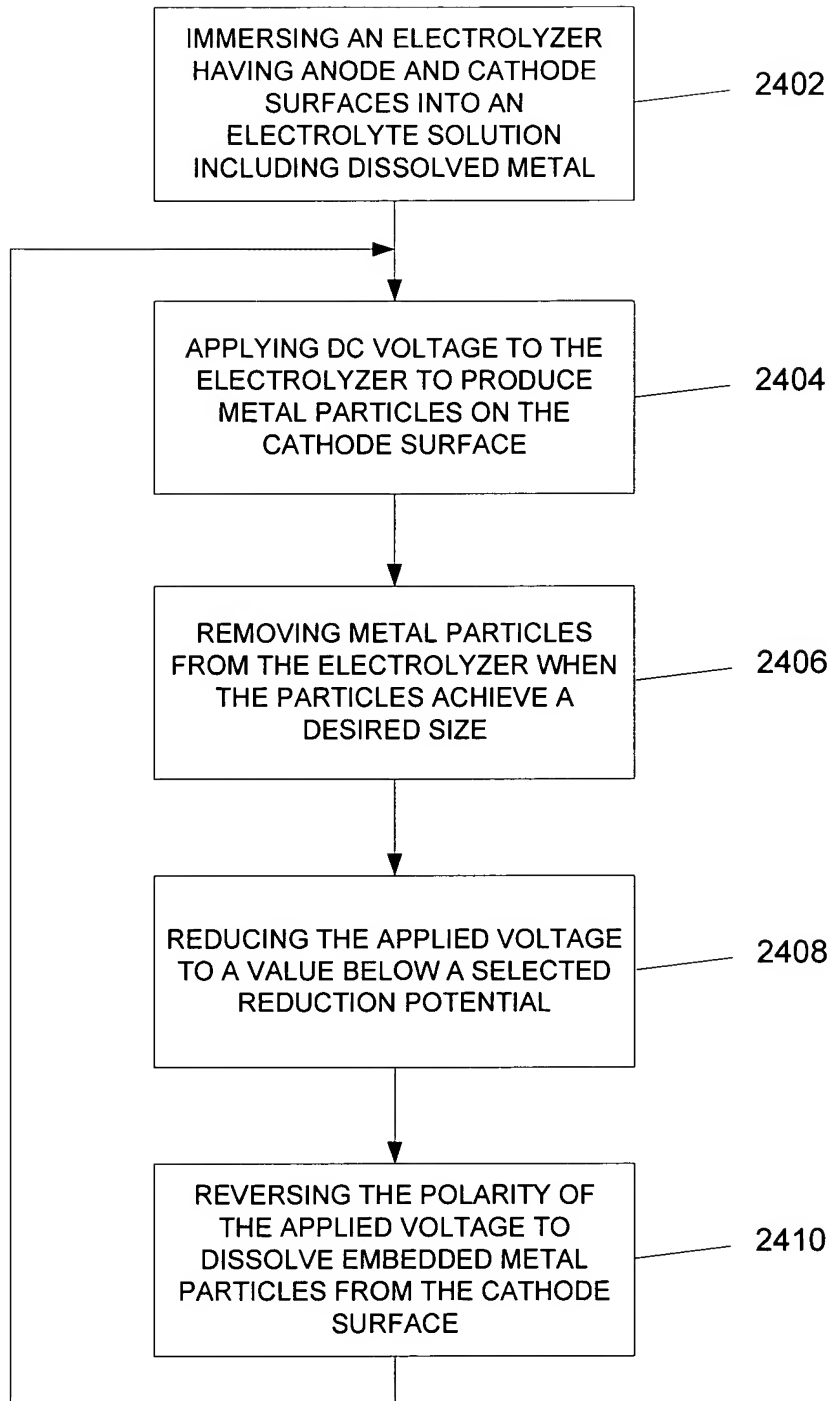 IMMERSING AN ELECTROLYZER
HAVING ANODE AND CATHODE
SURFACES INTO AN
ELECTROLYTE SOLUTION
INCLUDING DISSOLVED METAL
2402
APPLYING DC VOLTAGE TO THE
ELECTROLYZER TO PRODUCE
METAL PARTICLES ON THE
CATHODE SURFACE
2404
REMOVING METAL PARTICLES
FROM THE ELECTROLYZER WHEN
THE PARTICLES ACHIEVE A
DESIRED SIZE
2406
REDUCING THE APPLIED VOLTAGE
TO A VALUE BELOW A SELECTED
REDUCTION POTENTIAL
2408
REVERSING THE POLARITY OF
THE APPLIED VOLTAGE TO
DISSOLVE EMBEDDED METAL
PARTICLES FROM THE CATHODE
SURFACE
2410